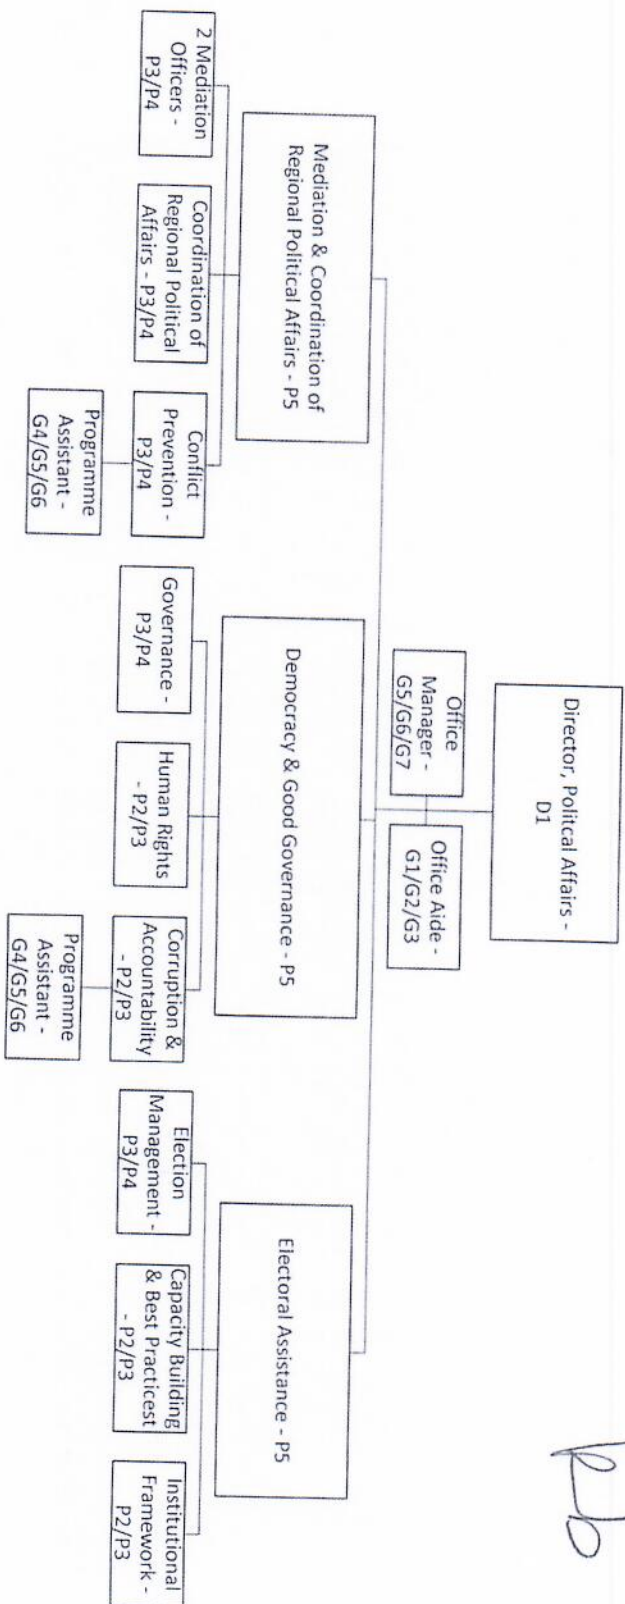 Director, Politcal Affairs -
D1
Office
Manager -
G5/G6/G7
Office Aide -
G1/G2/G3
Mediation & Coordination of
Regional Political Affairs - P5
2 Mediation
Officers -
P3/P4
Coordination of
Regional Political
Affairs - P3/P4
Conflict
Prevention -
P3/P4
Programme
Assistant -
G4/G5/G6
Democracy & Good Governance - P5
Governance -
P3/P4
Human Rights
- P2/P3
Corruption &
Accountability
- P2/P3
Programme
Assistant -
G4/G5/G6
Electoral Assistance - P5
Election
Management -
P3/P4
Capacity Building
& Best Practicest
- P2/P3
Institutional
Framework -
P2/P3